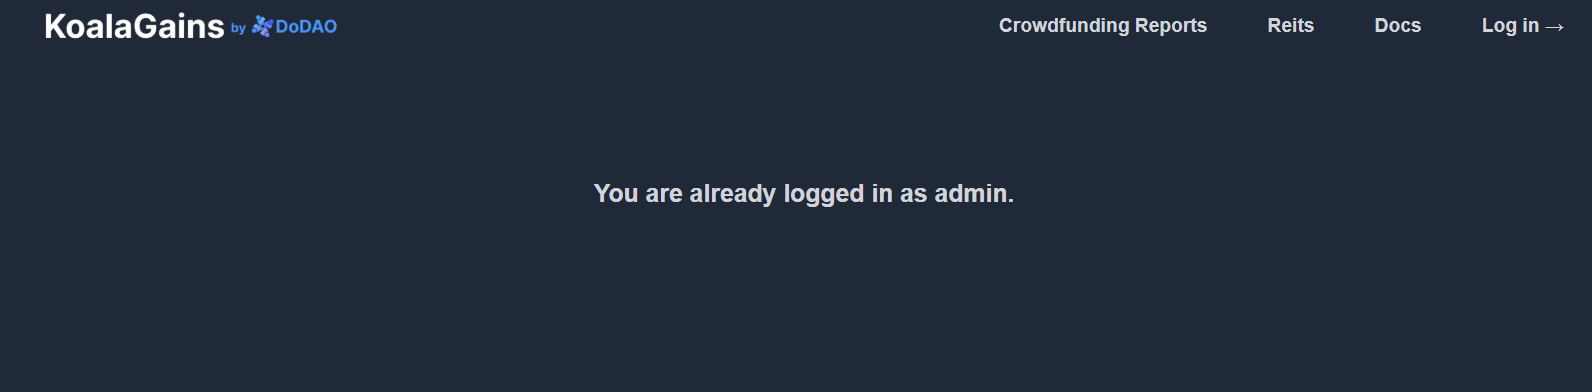 KoalaGains by DoDAO Crowdfunding Reports Reits Docs Log in →
You are already logged in as admin.